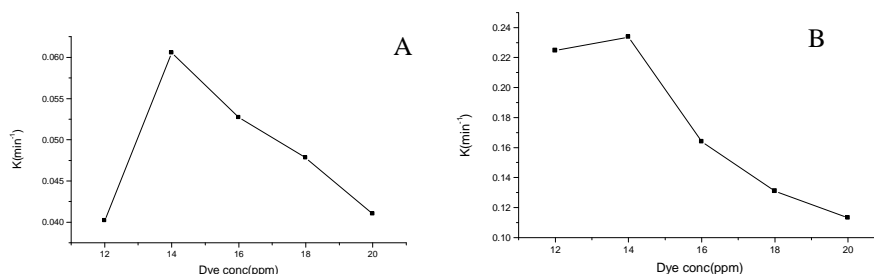 A
K(min-1)
0.060
0.055
0.050
0.045
0.040
12 14 16 18 20
Dye conc(ppm)
B
K(min-1)
0.24
0.22
0.20
0.18
0.16
0.14
0.12
0.10
12 14 16 18 20
Dye conc(ppm)